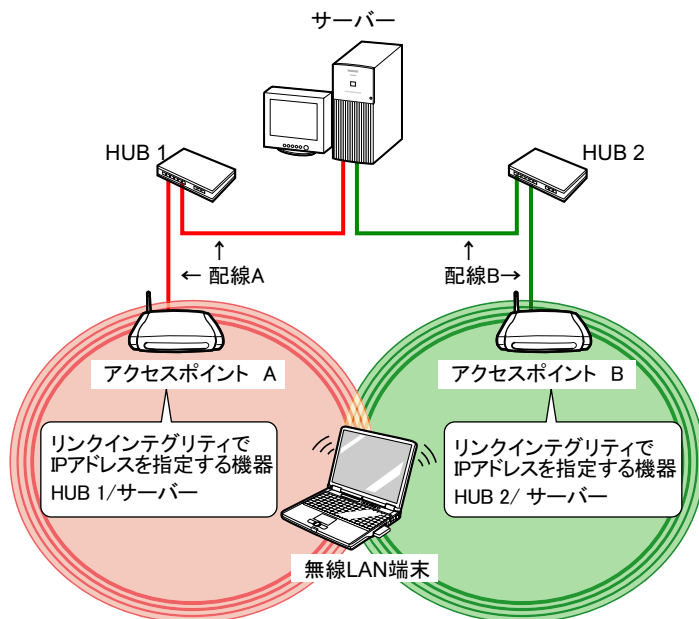 サーバー
HUB 1
HUB 2
↑
← 配線A
↑
配線B→
アクセスポイント A
アクセスポイント B
リンクインテグリティで
IPアドレスを指定する機器
HUB 1/サーバー
リンクインテグリティで
IPアドレスを指定する機器
HUB 2/ サーバー
無線LAN端末